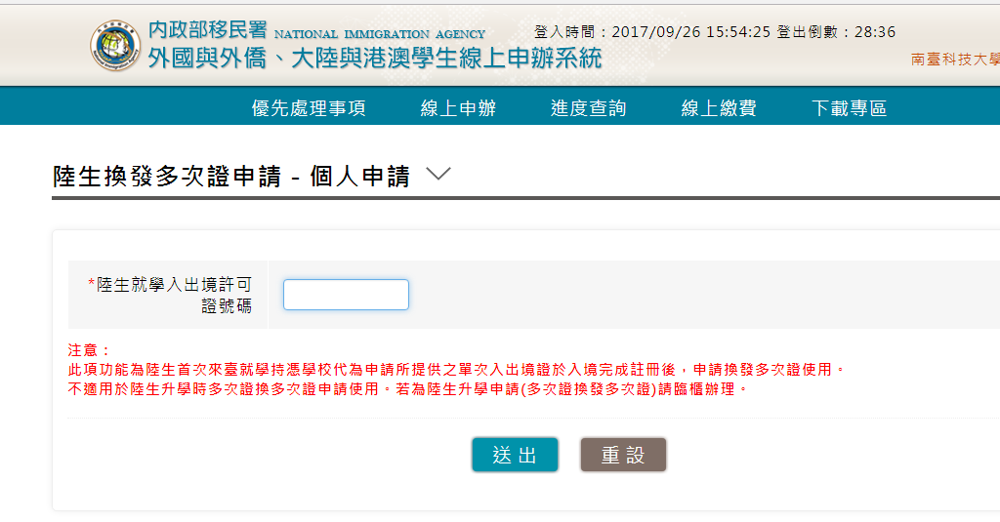 內政部移民署 NATIONAL IMMIGRATION AGENCY
登入時間：2017/09/26 15:54:25 登出倒數：28:36
外國與外僑、大陸與港澳學生線上申辦系統
南臺科技大學
優先處理事項 線上申辦 進度查詢 線上繳費 下載專區
陸生換發多次證申請 - 個人申請
*陸生就學入出境許可
證號碼
注意：
此項功能為陸生首次來臺就學持憑學校代為申請所提供之單次入出境證於入境完成註冊後，申請換發多次證使用。
不適用於陸生升學時多次證換多次證申請使用。若為陸生升學申請(多次證換發多次證)請臨櫃辦理。
送出 重設